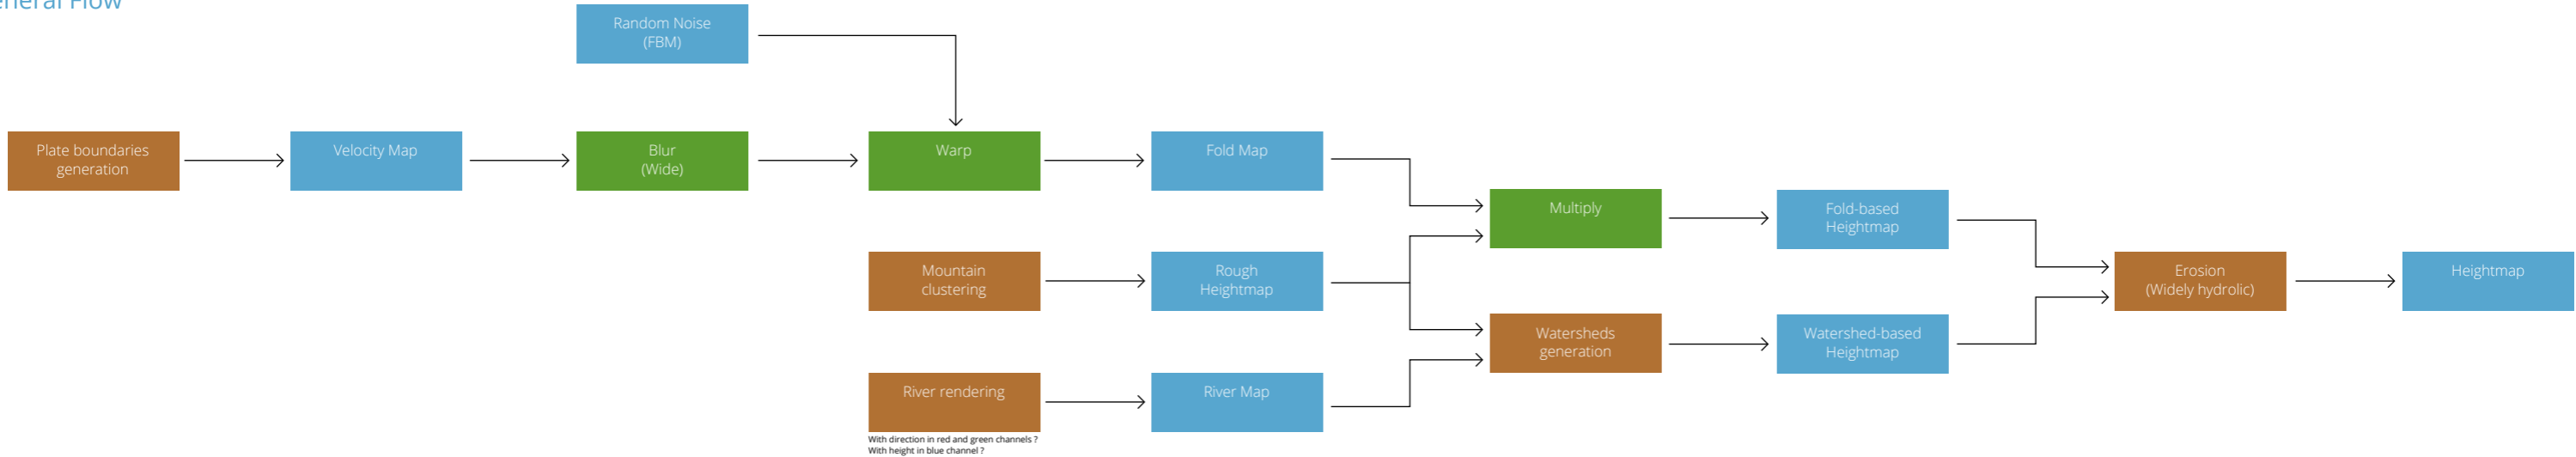 eneral Flow
Random Noise
(FBM)
Plate boundaries
generation
Velocity Map
Blur
(Wide)
Warp
Fold Map
Multiply
Fold-based
Heightmap
Mountain
clustering
Rough
Heightmap
Erosion
(Widely hydrolic)
Heightmap
Watersheds
generation
Watershed-based
Heightmap
River rendering
River Map
With direction in red and green channels ?
With height in blue channel ?